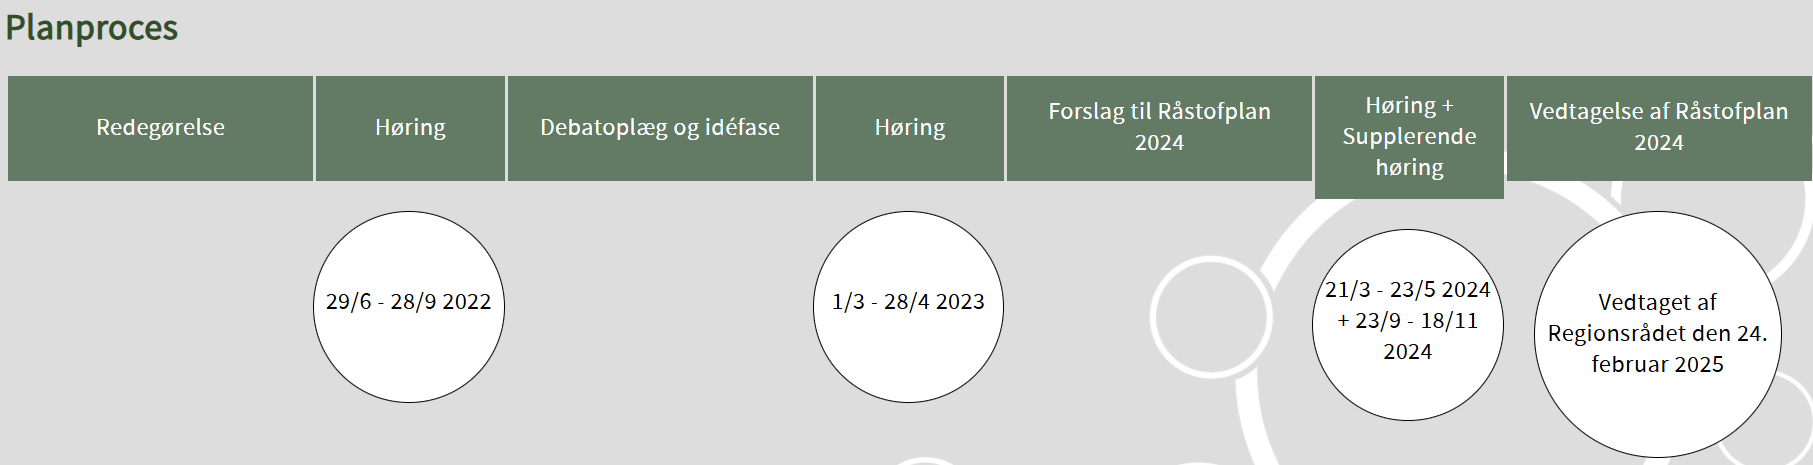 Planproces
Redegørelse
Høring
Debatoplæg og idéfase
Høring
Forslag til Råstofplan
2024
Høring +
Supplerende
høring
Vedtagelse af Råstofplan
2024
29/6 - 28/9 2022
1/3 - 28/4 2023
21/3 - 23/5 2024
+ 23/9 - 18/11
2024
Vedtaget af
Regionsrådet den 24.
februar 2025